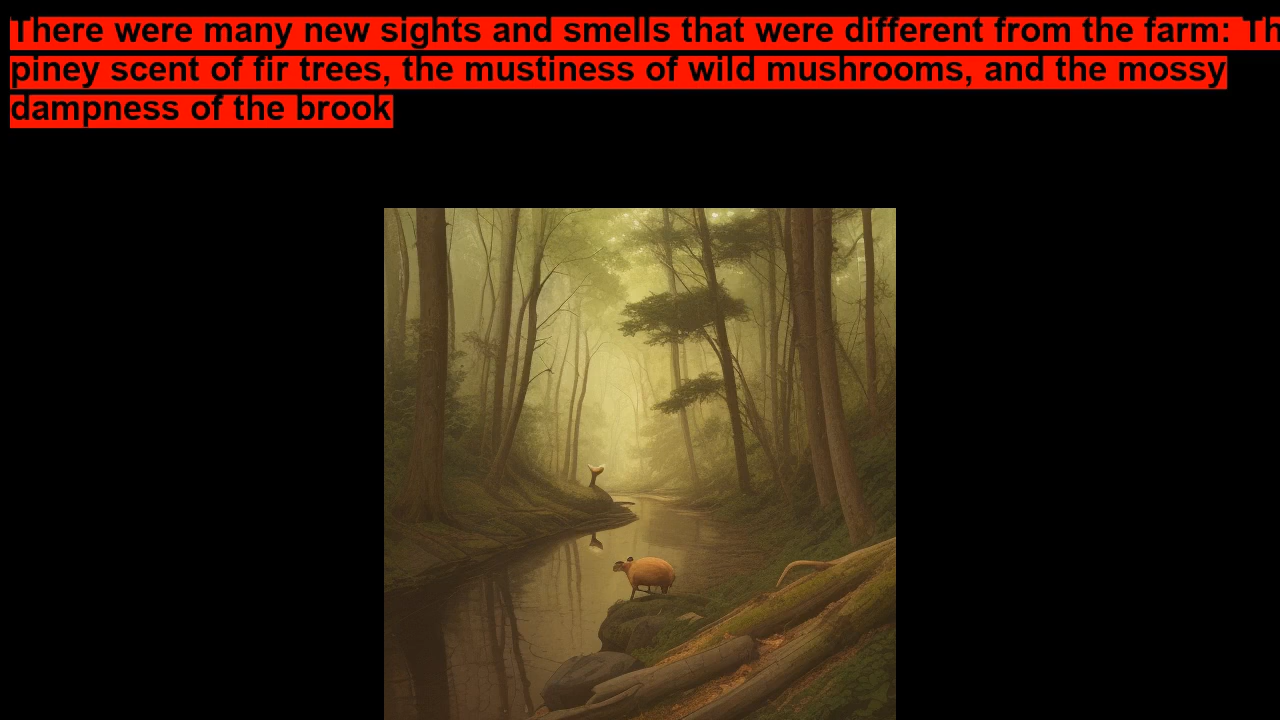 There were many new sights and smells that were different from the farm: Th
piney scent of fir trees, the mustiness of wild mushrooms, and the mossy
dampness of the brook